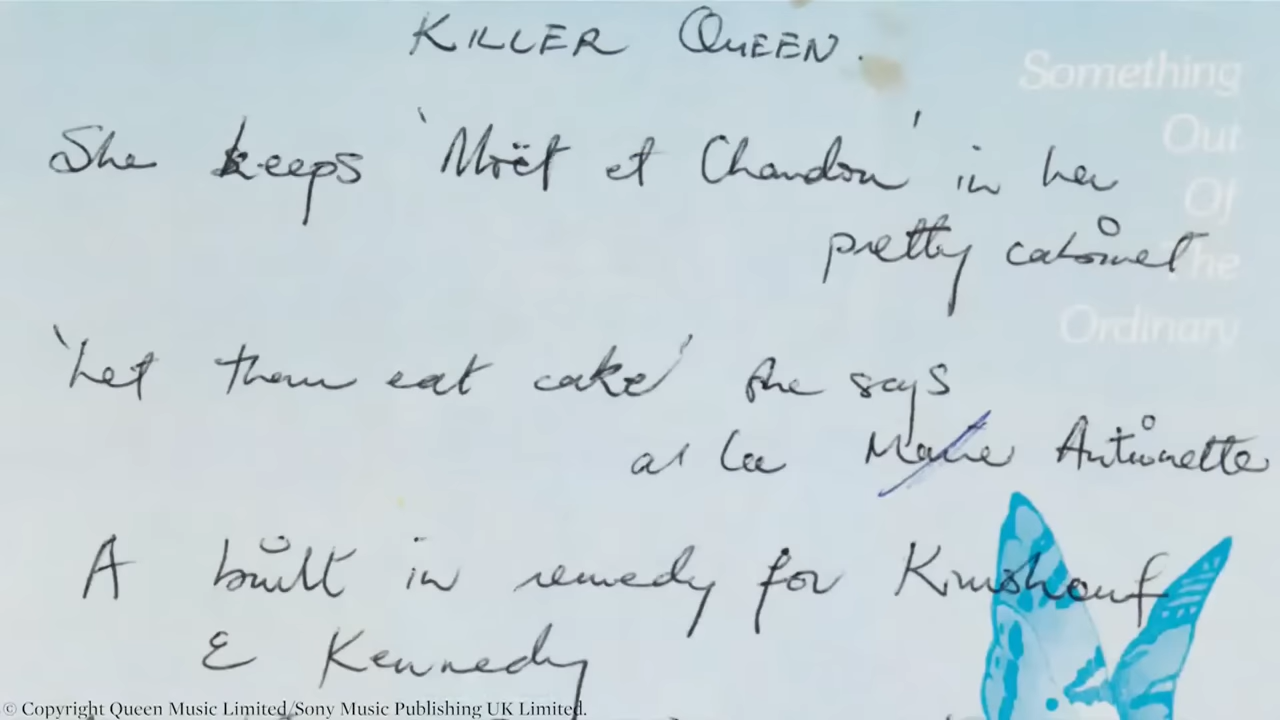 KILLER QUEEN.
Something
Out
Of
The
Ordinary
She keeps 'Moët et Chandon' in her
pretty cabinet
'Let them eat cake' she says
a la Marie Antoinette
A built in remedy for Krushouf
& Kennedy
© Copyright Queen Music Limited/Sony Music Publishing UK Limited.